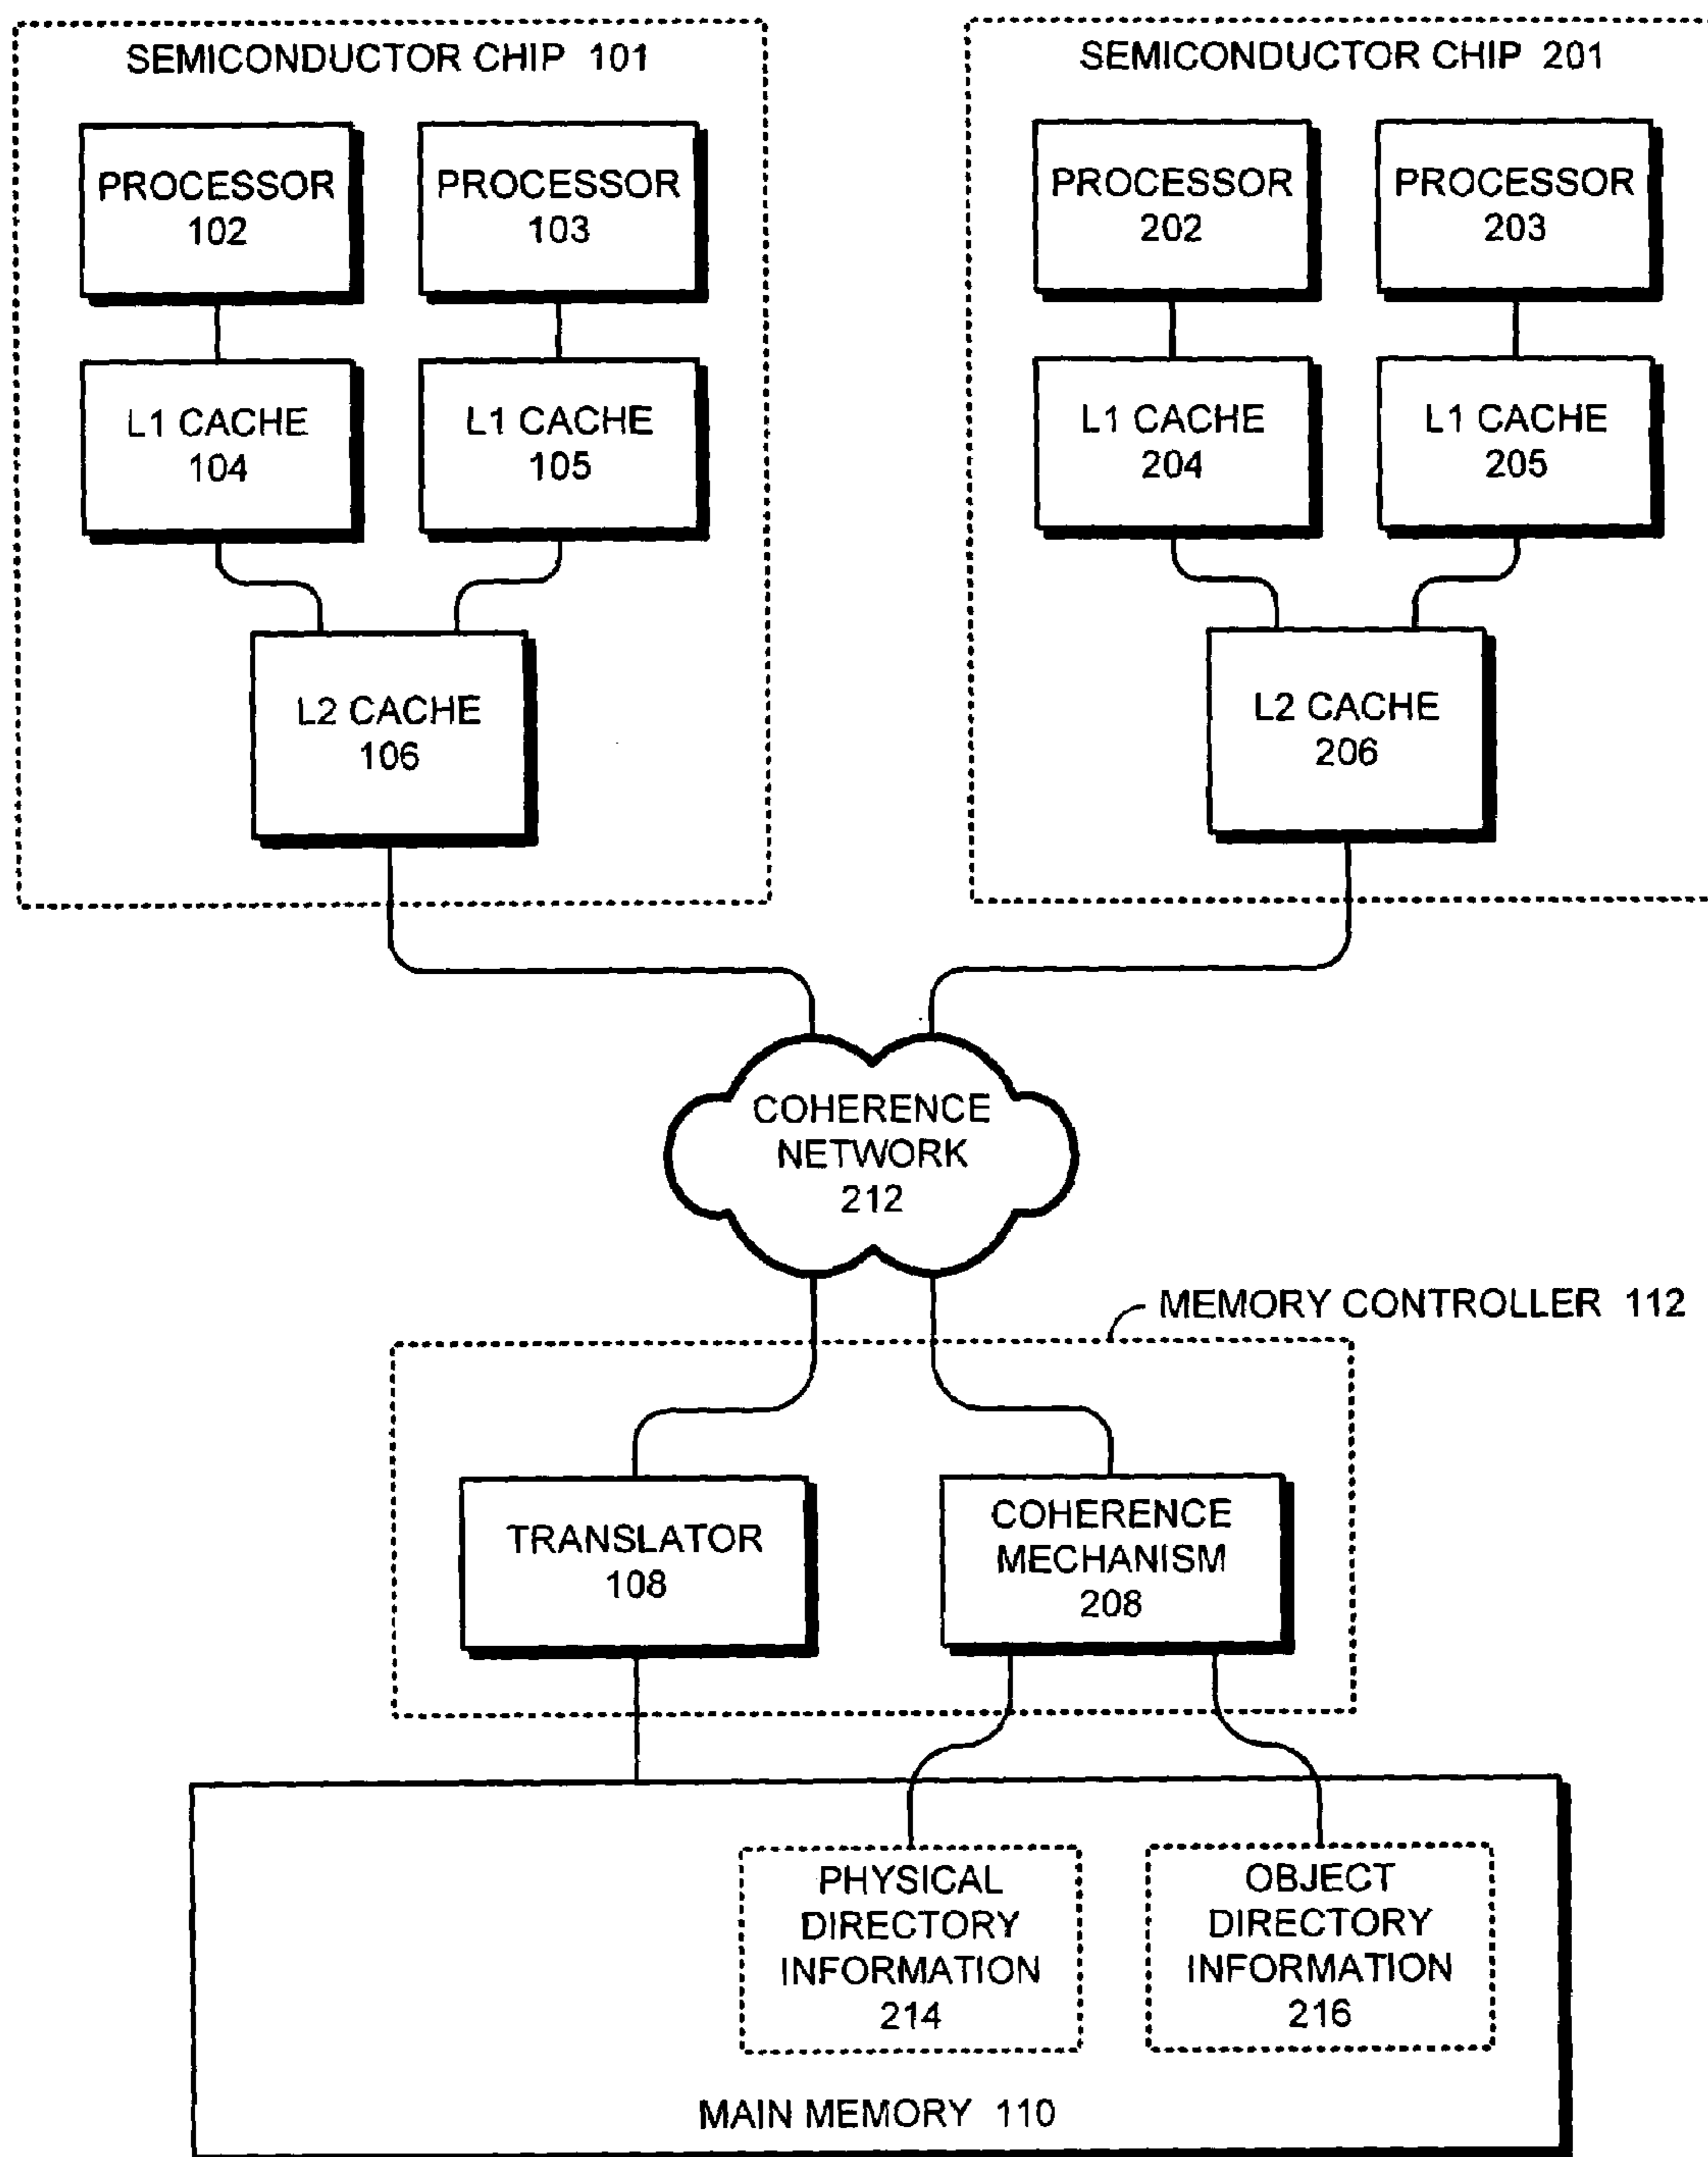 SEMICONDUCTOR CHIP 101
PROCESSOR
102
PROCESSOR
103
L1 CACHE
104
L1 CACHE
105
L2 CACHE
106
SEMICONDUCTOR CHIP 201
PROCESSOR
202
PROCESSOR
203
L1 CACHE
204
L1 CACHE
205
L2 CACHE
206
COHERENCE
NETWORK
212
MEMORY CONTROLLER 112
TRANSLATOR
108
COHERENCE
MECHANISM
208
PHYSICAL
DIRECTORY
INFORMATION
214
OBJECT
DIRECTORY
INFORMATION
216
MAIN MEMORY 110